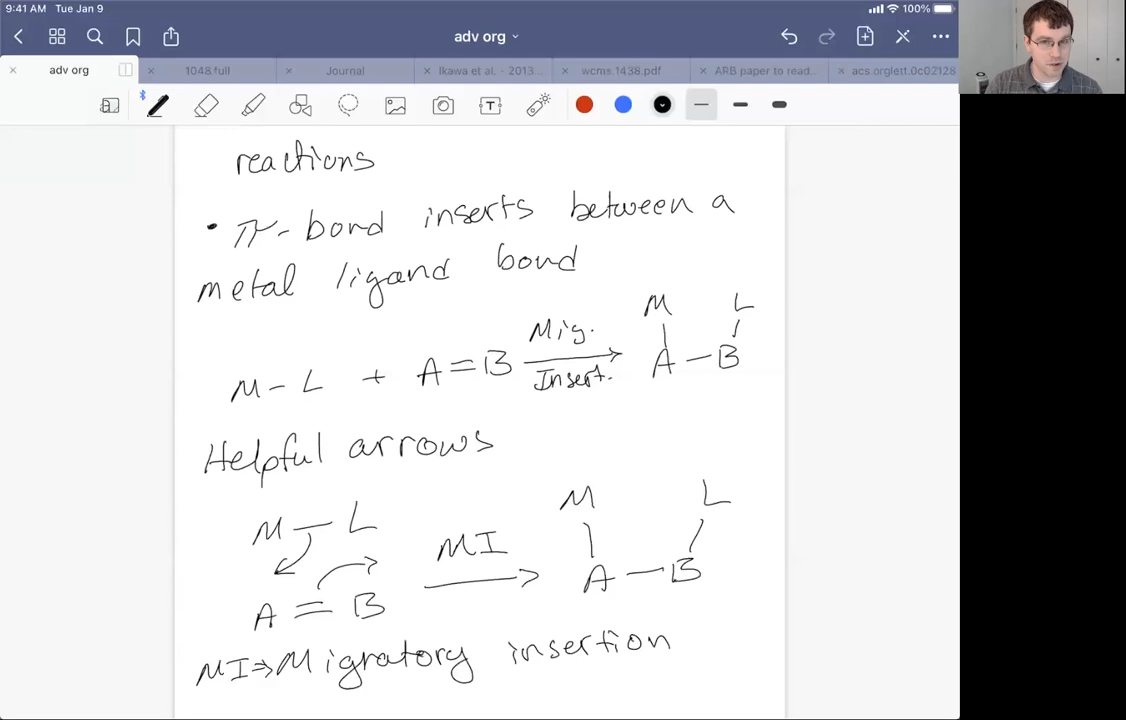 9:41 AM Tue Jan 9
100%
adv org
adv org
1048.full
Journal
Ikawa et al. - 2013...
wcms.1438.pdf
ARB paper to read...
acs.orglett.0c02128
T
reactions
• π-bond inserts between a
metal ligand bond
M L
M - L + A = B Mig. Insert. A - B
Helpful arrows
M - L M L
MI
A = B A - B
MI ⇒ Migratory insertion